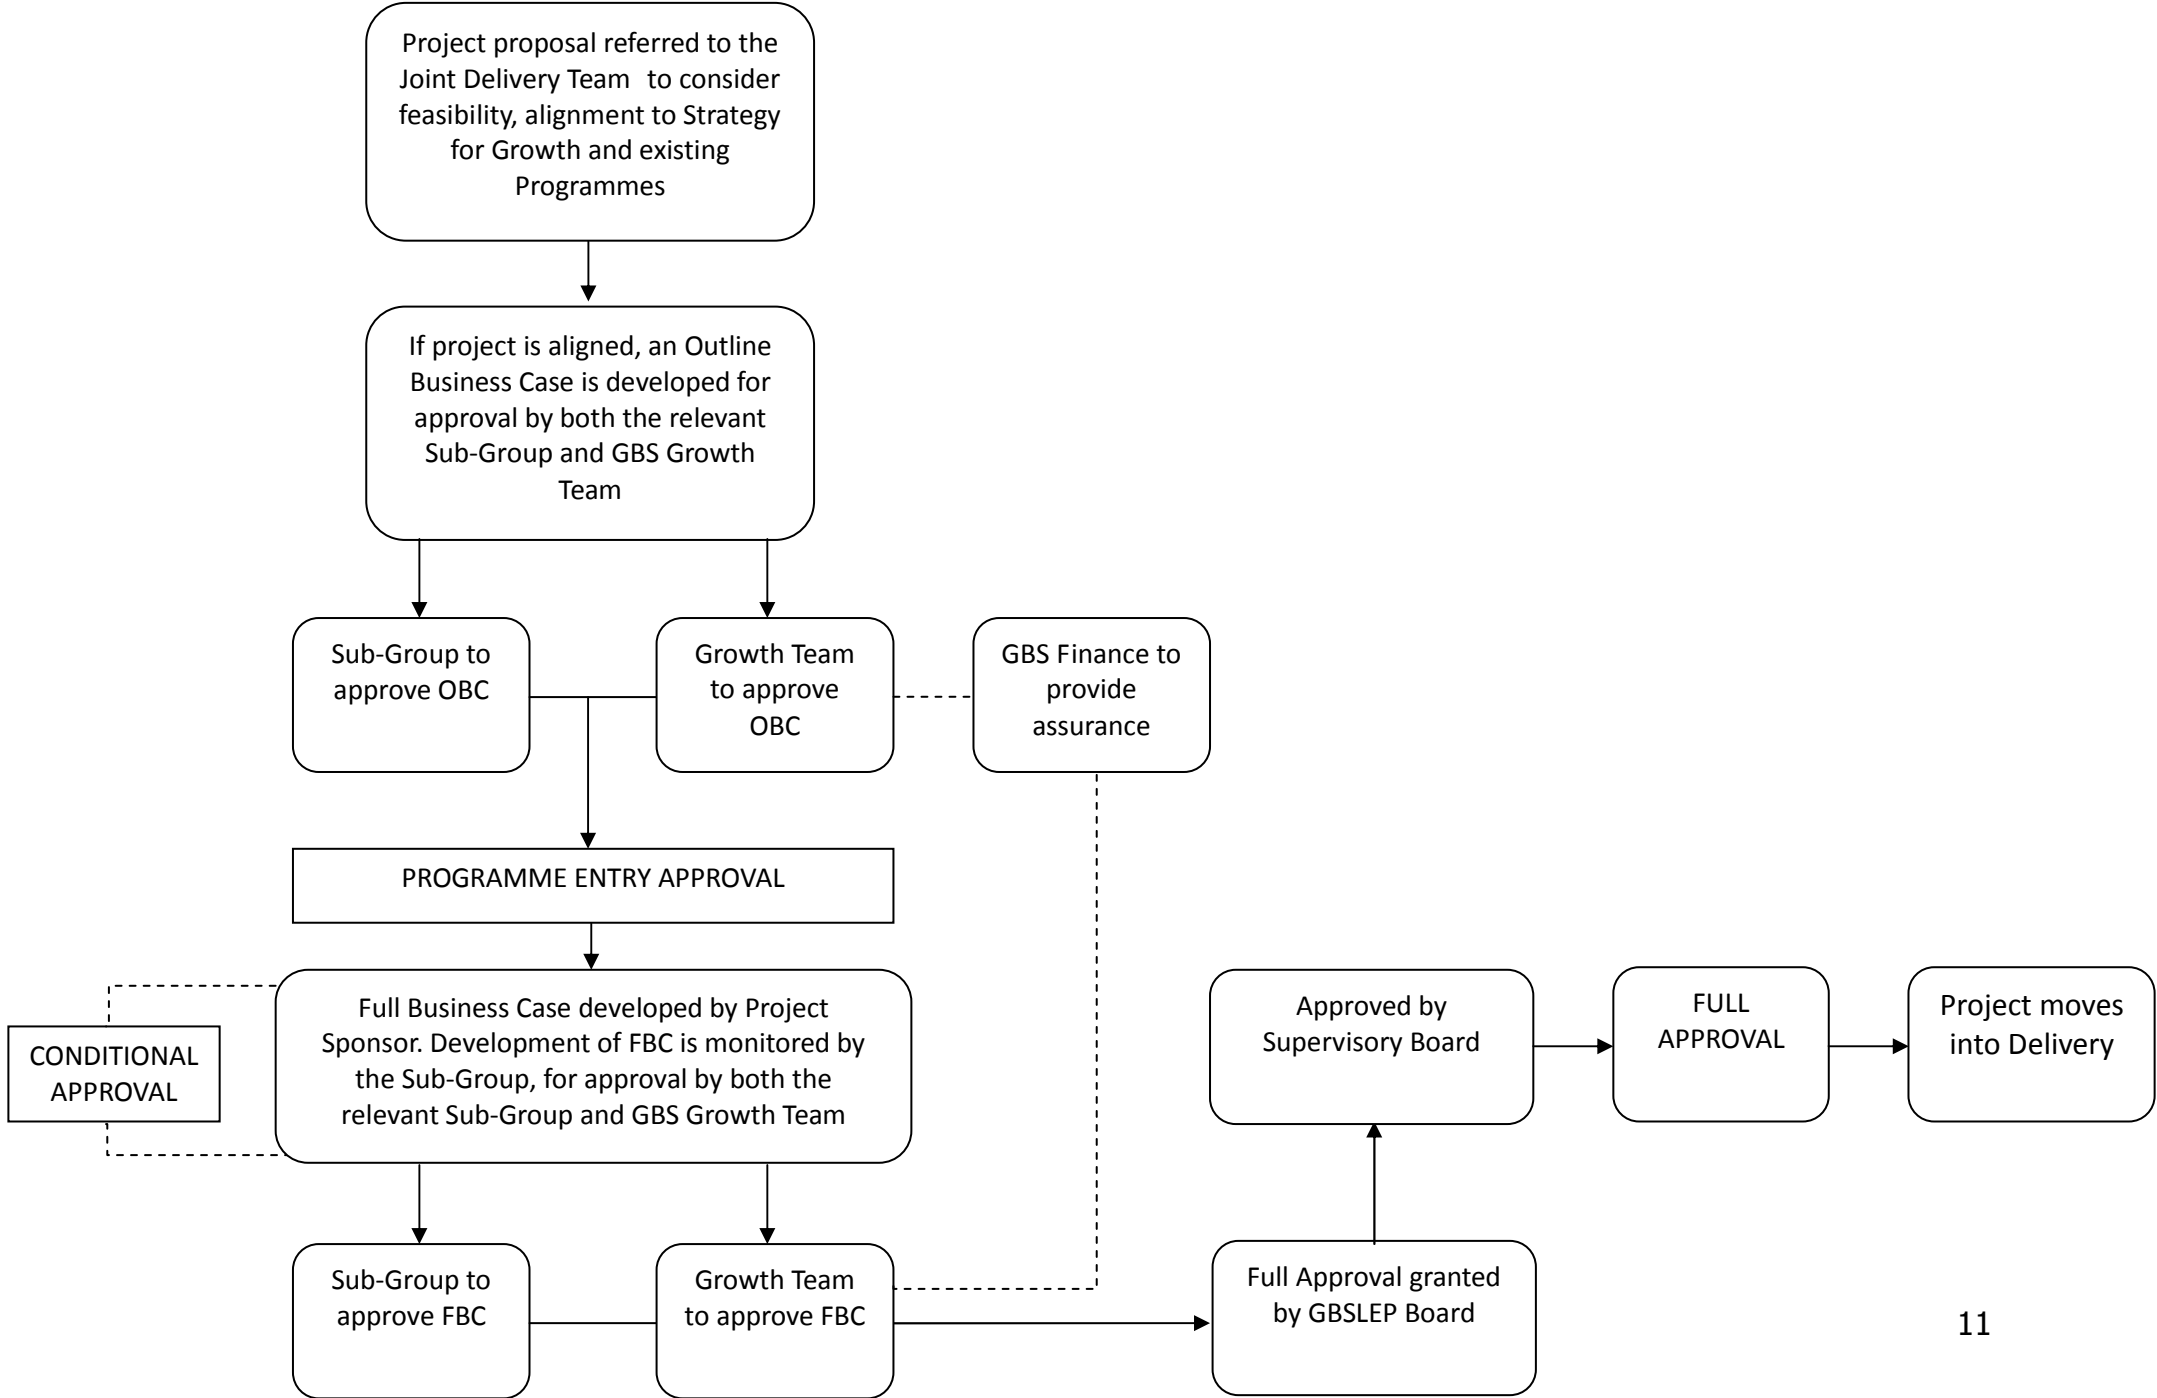 Project proposal referred to the
Joint Delivery Team to consider
feasibility, alignment to Strategy
for Growth and existing
Programmes
If project is aligned, an Outline
Business Case is developed for
approval by both the relevant
Sub-Group and GBS Growth
Team
Sub-Group to
approve OBC
Growth Team
to approve
OBC
GBS Finance to
provide
assurance
PROGRAMME ENTRY APPROVAL
CONDITIONAL
APPROVAL
Full Business Case developed by Project
Sponsor. Development of FBC is monitored by
the Sub-Group, for approval by both the
relevant Sub-Group and GBS Growth Team
Sub-Group to
approve FBC
Growth Team
to approve FBC
Full Approval granted
by GBSLEP Board
Approved by
Supervisory Board
FULL
APPROVAL
Project moves
into Delivery
11